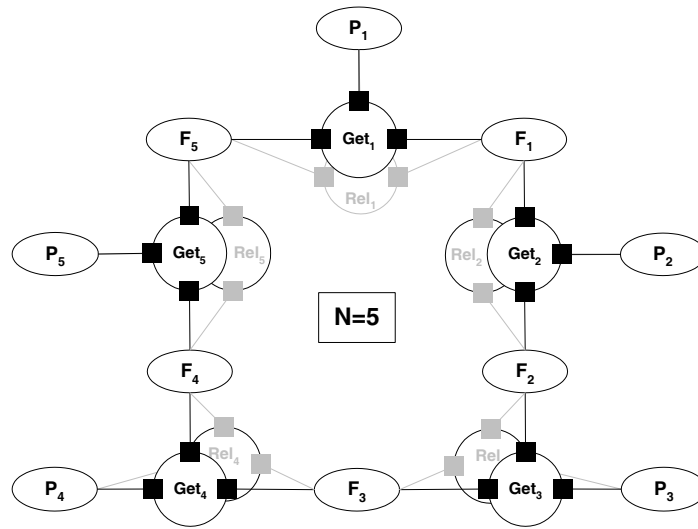 P₁
F₅ Get₁ F₁
Rel₁
P₅ Get₅ Rel₅ Rel₂ Get₂ P₂
N=5
F₄ F₂
Rel₄ Rel
P₄ Get₄ F₃ Get₃ P₃